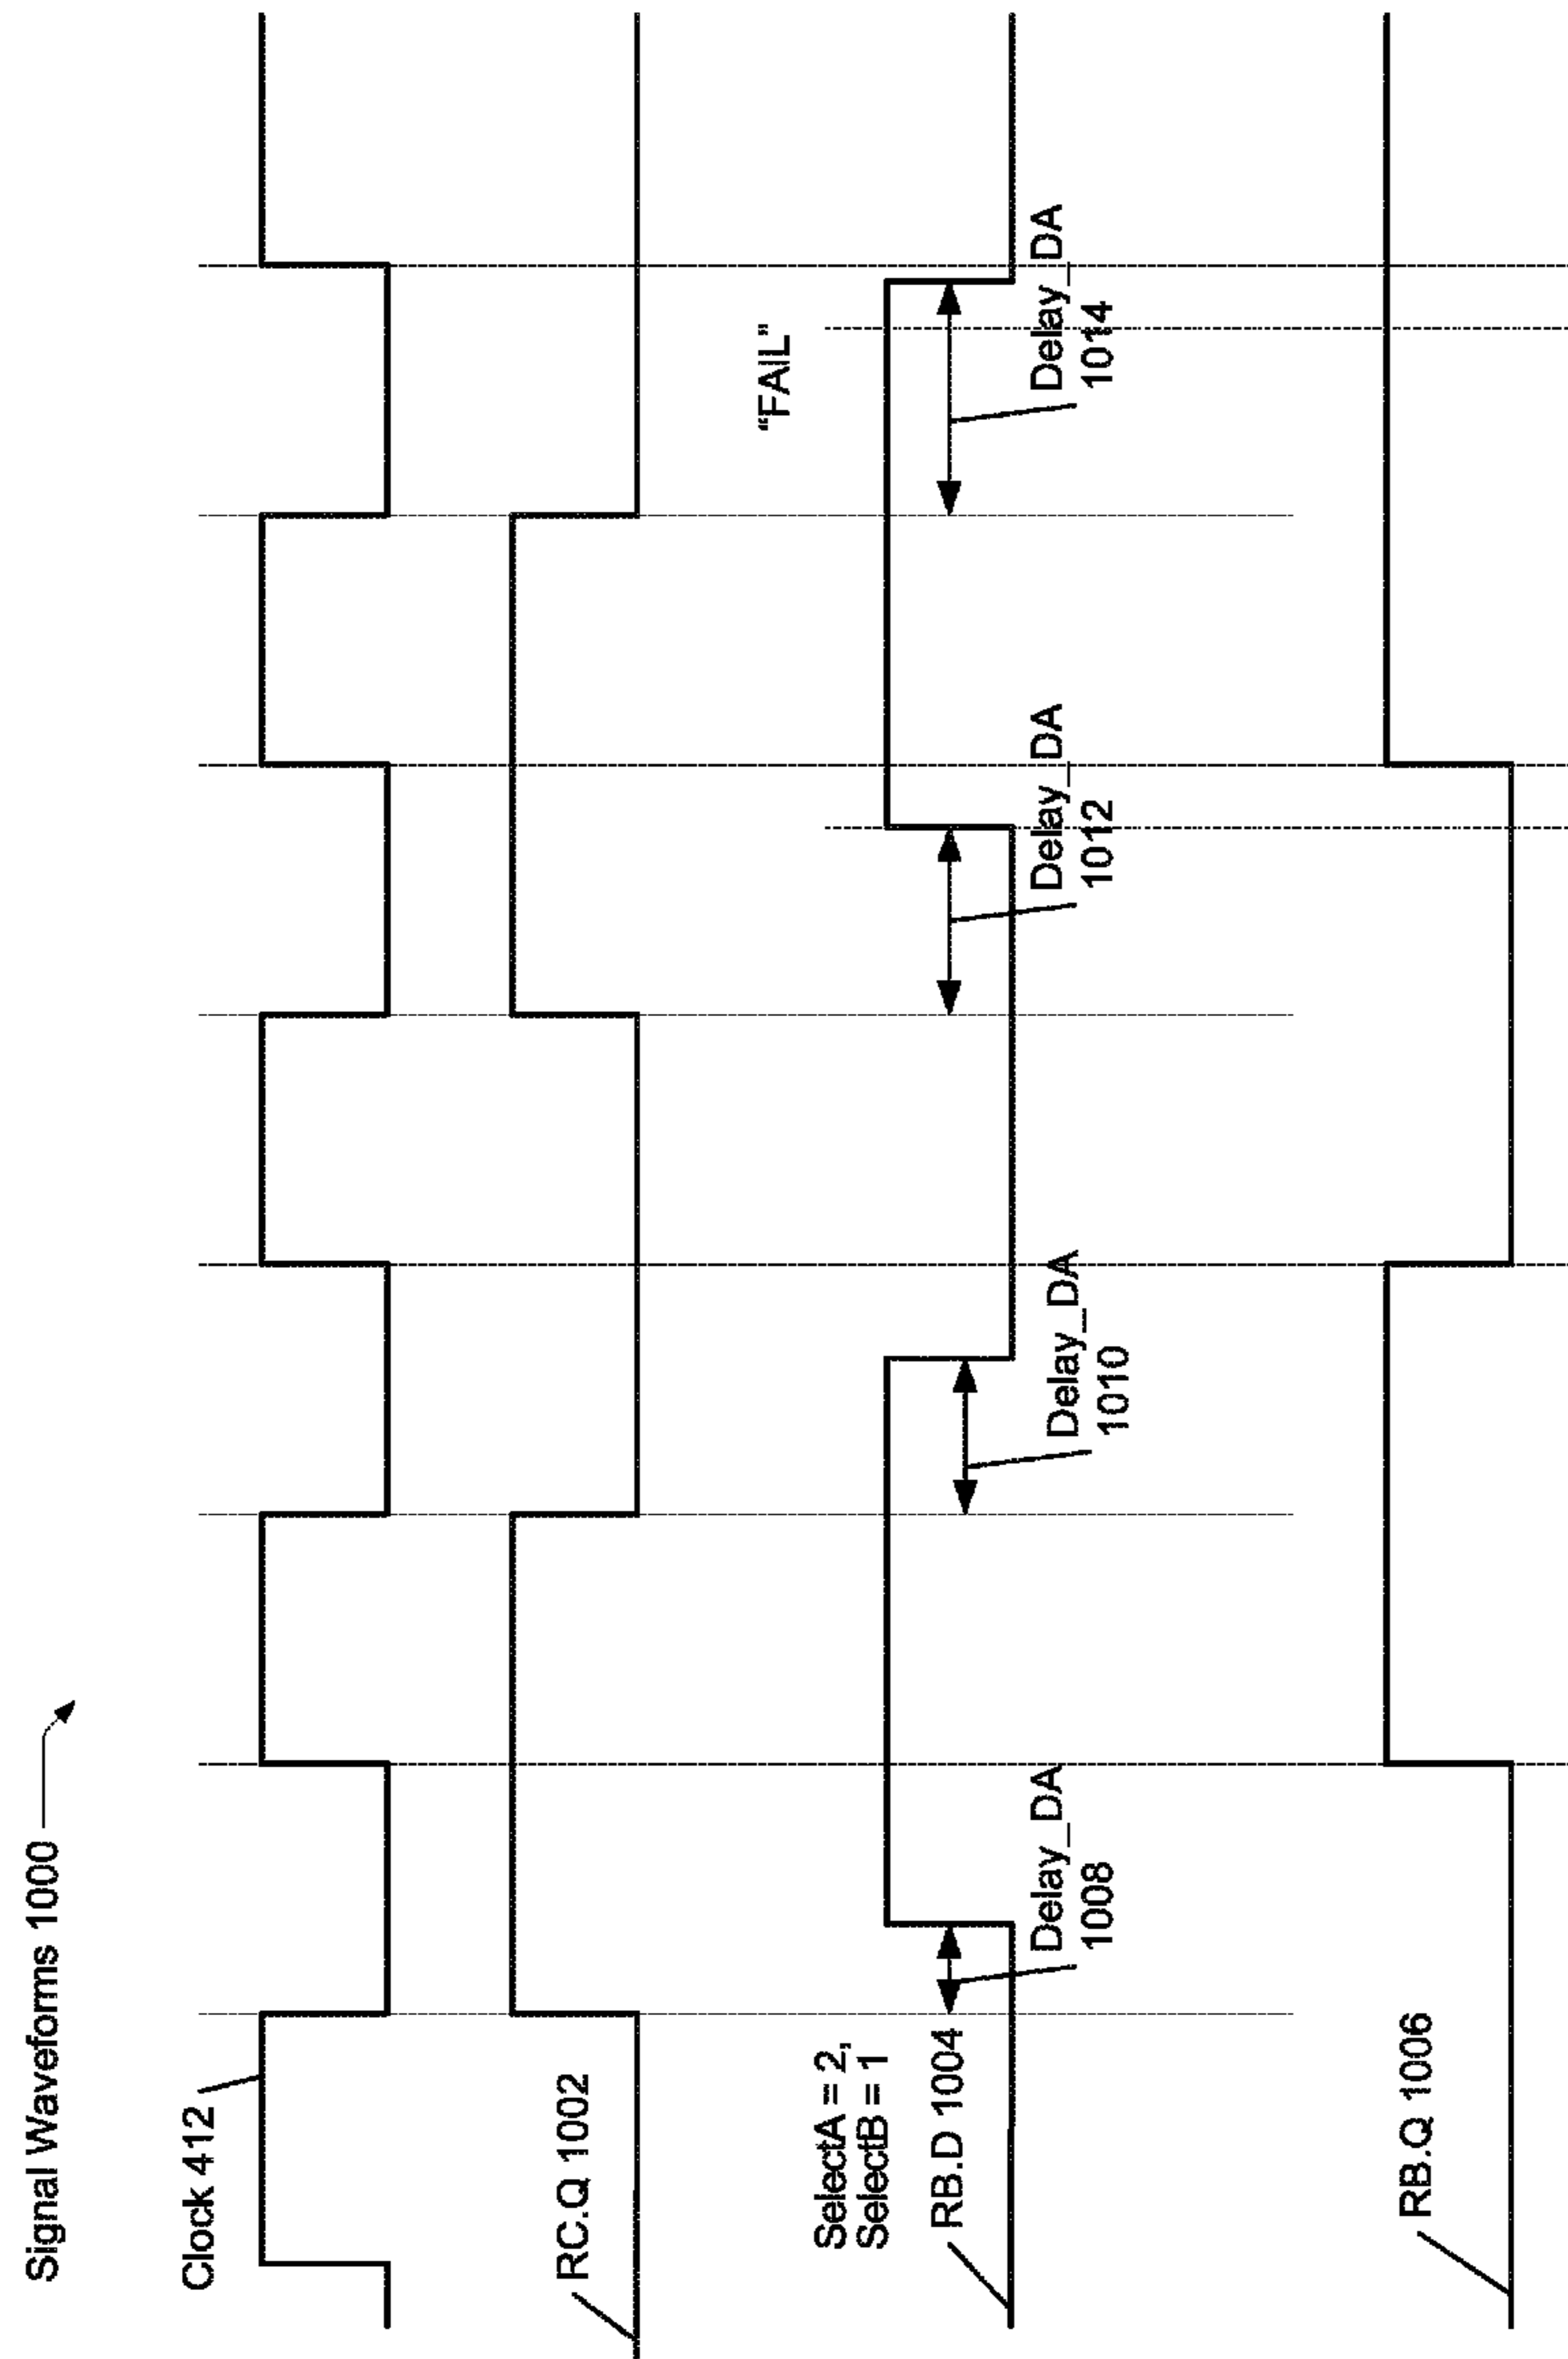 Signal Waveforms 1000
Clock 412
RC.Q 1002
SelectA = 2,
SelectB = 1
"FAIL"
RB.D 1004
Delay_DA
1008
Delay_DA
1010
Delay_DA
1012
Delay_DA
1014
RB.Q 1006